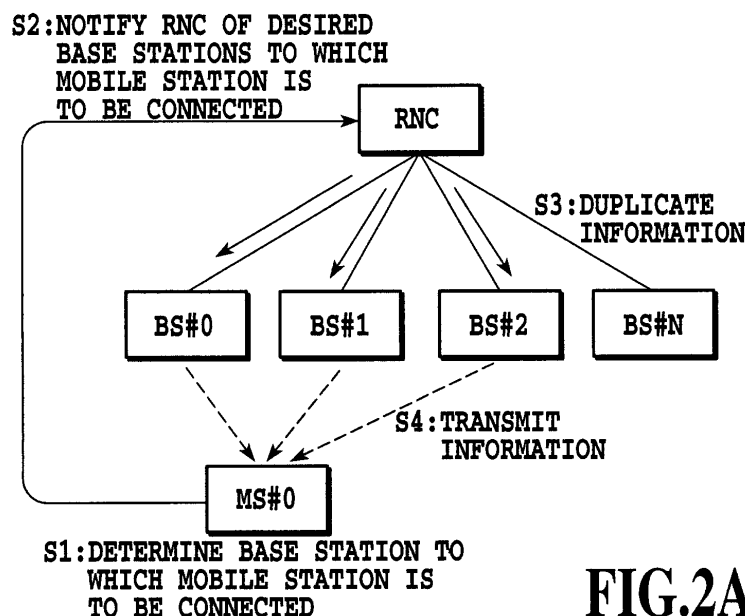 S2:NOTIFY RNC OF DESIRED
BASE STATIONS TO WHICH
MOBILE STATION IS
TO BE CONNECTED
RNC
S3:DUPLICATE
INFORMATION
BS#0
BS#1
BS#2
BS#N
S4:TRANSMIT
INFORMATION
MS#0
S1:DETERMINE BASE STATION TO
WHICH MOBILE STATION IS
TO BE CONNECTED
FIG.2A